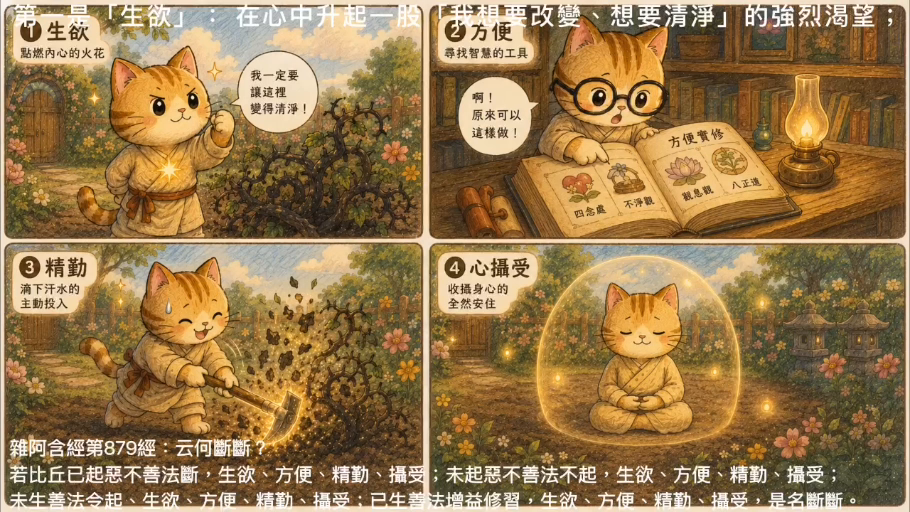 第一是「生欲」： 在心中升起一股「我想要改變、想要清淨」的強烈渴望；
1 生欲
點燃內心的火花
我一定要
讓這裡
變得清淨！
2 方便
尋找智慧的工具
啊！
原來可以
這樣做！
方便實修
四念處
不淨觀
觀息觀
八正道
3 精勤
滴下汗水的
主動投入
4 心攝受
收攝身心的
全然安住
雜阿含經第879經：云何斷斷？
若比丘已起惡不善法斷，生欲、方便、精勤、攝受；未起惡不善法不起，生欲、方便、精勤、攝受；
未生善法令起、生欲、方便、精勤、攝受；已生善法增益修習，生欲、方便、精勤、攝受，是名斷斷。